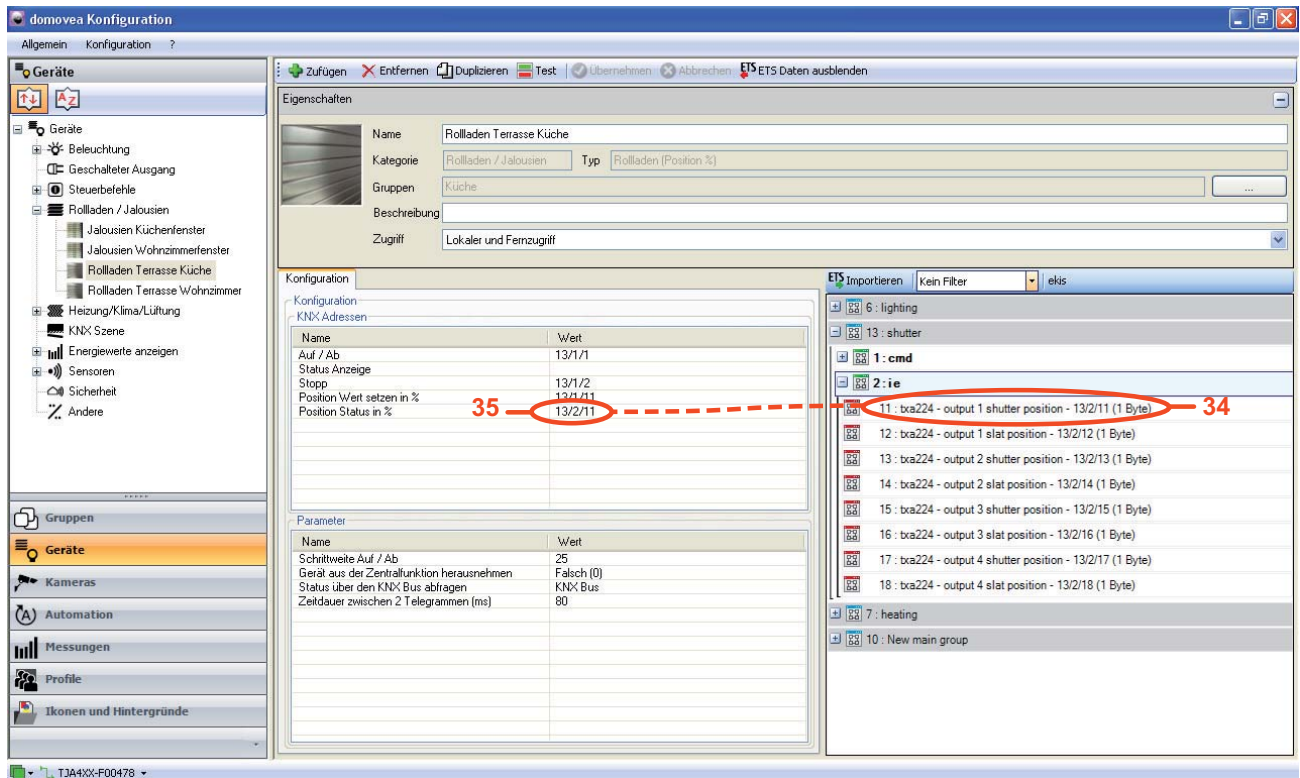 domovea Konfiguration
Allgemein Konfiguration ?
Geräte
Zufügen Entfernen Duplizieren Test Übernehmen Abbrechen ETS ETS Daten ausblenden
A Z
Geräte
Beleuchtung
Geschalteter Ausgang
Steuerbefehle
Rollladen / Jalousien
Jalousien Küchenfenster
Jalousien Wohnzimmerfenster
Rollladen Terrasse Küche
Rollladen Terrasse Wohnzimmer
Heizung/Klima/Lüftung
KNX Szene
Energiewerte anzeigen
Sensoren
Sicherheit
Andere
Gruppen
Geräte
Kameras
Automation
Messungen
Profile
Ikonen und Hintergründe
Eigenschaften
Name Rollladen Terrasse Küche
Kategorie Rollladen / Jalousien Typ Rollladen (Position %)
Gruppen Küche ...
Beschreibung
Zugriff Lokaler und Fernzugriff
Konfiguration
Konfiguration
KNX Adressen
Name Wert
Auf / Ab 13/1/1
Status Anzeige
Stopp 13/1/2
Position Wert setzen in % 13/1/11
Position Status in % 13/2/11
35
Parameter
Name Wert
Schrittweite Auf / Ab 25
Gerät aus der Zentralfunktion herausnehmen Falsch (0)
Status über den KNX Bus abfragen KNX Bus
Zeitdauer zwischen 2 Telegrammen (ms) 80
ETS Importieren Kein Filter ekis
6 : lighting
13 : shutter
1 : cmd
2 : ie
11 : txa224 - output 1 shutter position - 13/2/11 (1 Byte)
34
12 : txa224 - output 1 slat position - 13/2/12 (1 Byte)
13 : txa224 - output 2 shutter position - 13/2/13 (1 Byte)
14 : txa224 - output 2 slat position - 13/2/14 (1 Byte)
15 : txa224 - output 3 shutter position - 13/2/15 (1 Byte)
16 : txa224 - output 3 slat position - 13/2/16 (1 Byte)
17 : txa224 - output 4 shutter position - 13/2/17 (1 Byte)
18 : txa224 - output 4 slat position - 13/2/18 (1 Byte)
7 : heating
10 : New main group
TJA4XX-F00478